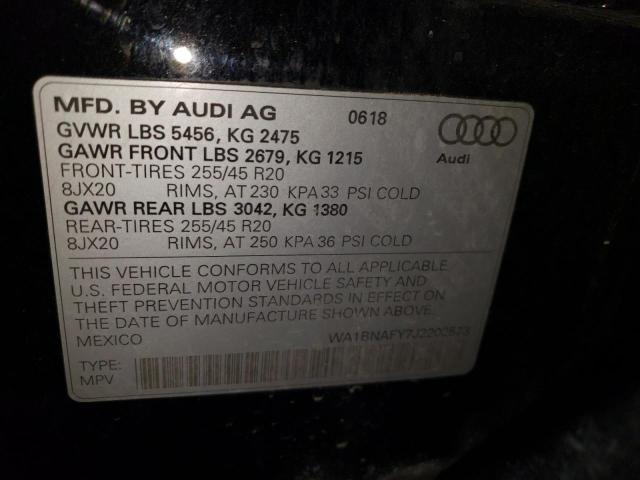 MFD. BY AUDI AG 0618
GVWR LBS 5456, KG 2475
GAWR FRONT LBS 2679, KG 1215
Audi
FRONT-TIRES 255/45 R20
8JX20 RIMS, AT 230 KPA 33 PSI COLD
GAWR REAR LBS 3042, KG 1380
REAR-TIRES 255/45 R20
8JX20 RIMS, AT 250 KPA 36 PSI COLD
THIS VEHICLE CONFORMS TO ALL APPLICABLE
U.S. FEDERAL MOTOR VEHICLE SAFETY AND
THEFT PREVENTION STANDARDS IN EFFECT ON
THE DATE OF MANUFACTURE SHOWN ABOVE.
MEXICO
TYPE:
MPV